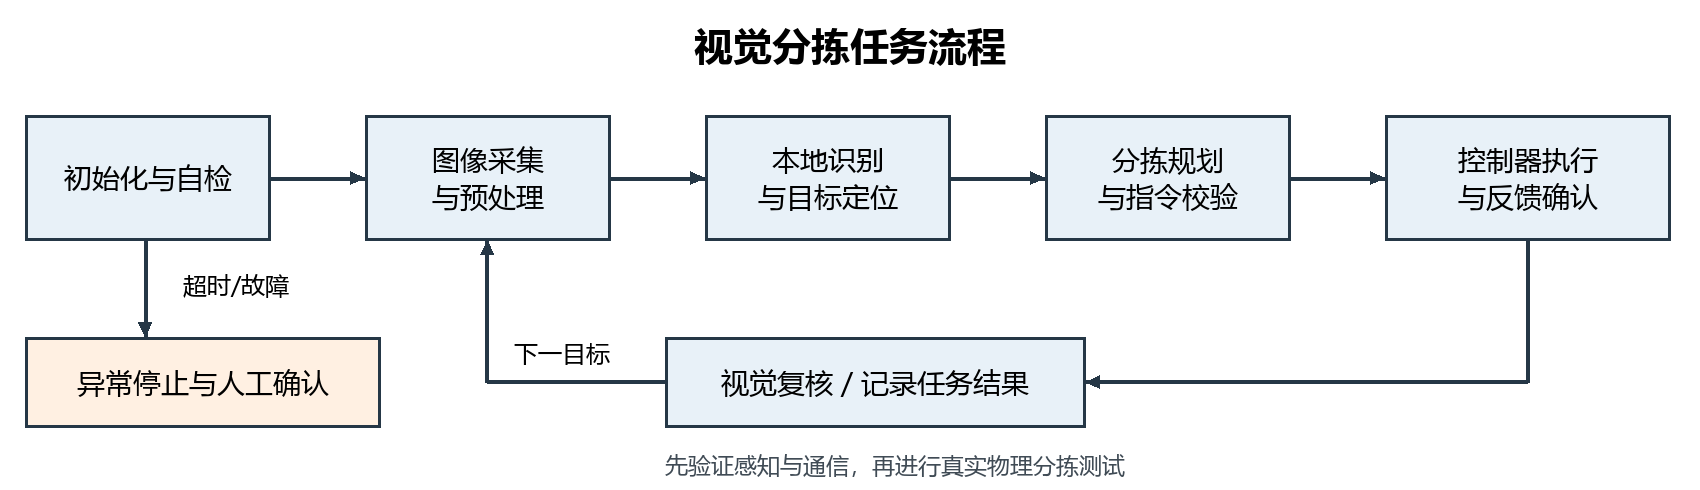 视觉分拣任务流程
初始化与自检
图像采集
与预处理
本地识别
与目标定位
分拣规划
与指令校验
控制器执行
与反馈确认
超时/故障
下一目标
异常停止与人工确认
视觉复核 / 记录任务结果
先验证感知与通信，再进行真实物理分拣测试